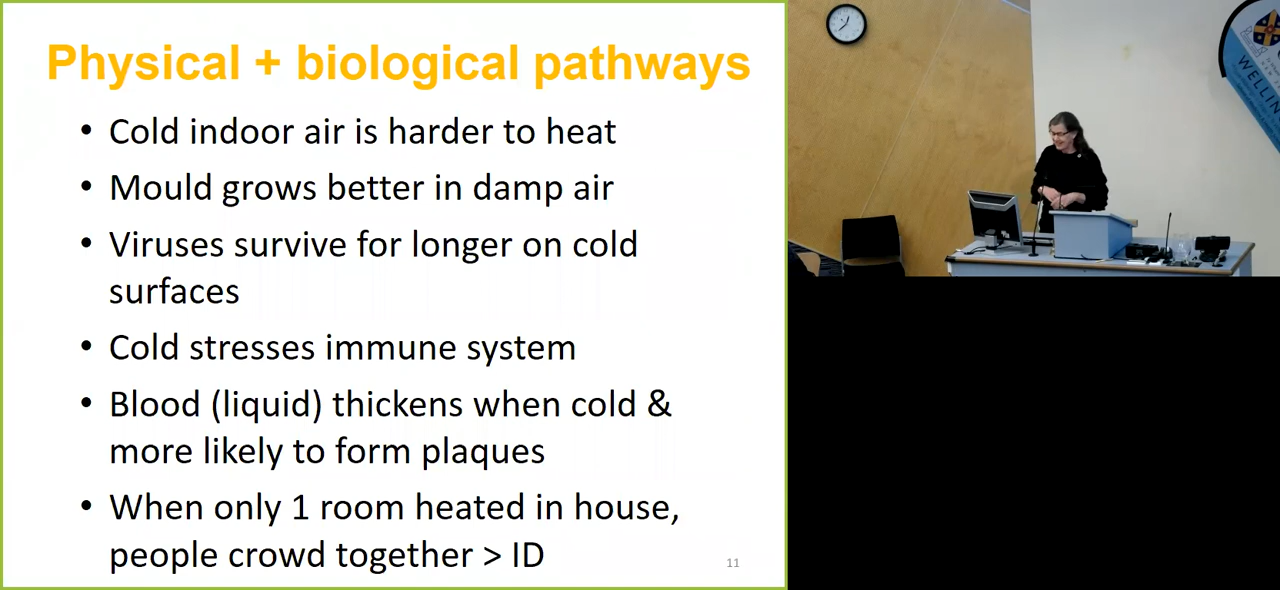 Physical + biological pathways
• Cold indoor air is harder to heat
• Mould grows better in damp air
• Viruses survive for longer on cold
surfaces
• Cold stresses immune system
• Blood (liquid) thickens when cold &
more likely to form plaques
• When only 1 room heated in house,
people crowd together > ID
11
WELLIN